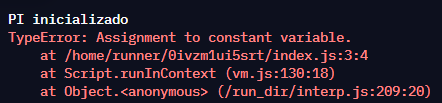 PI inicializado
TypeError: Assignment to constant variable.
at /home/runner/0ivzm1ui5srt/index.js:3:4
at Script.runInContext (vm.js:130:18)
at Object.<anonymous> (/run_dir/interp.js:209:20)